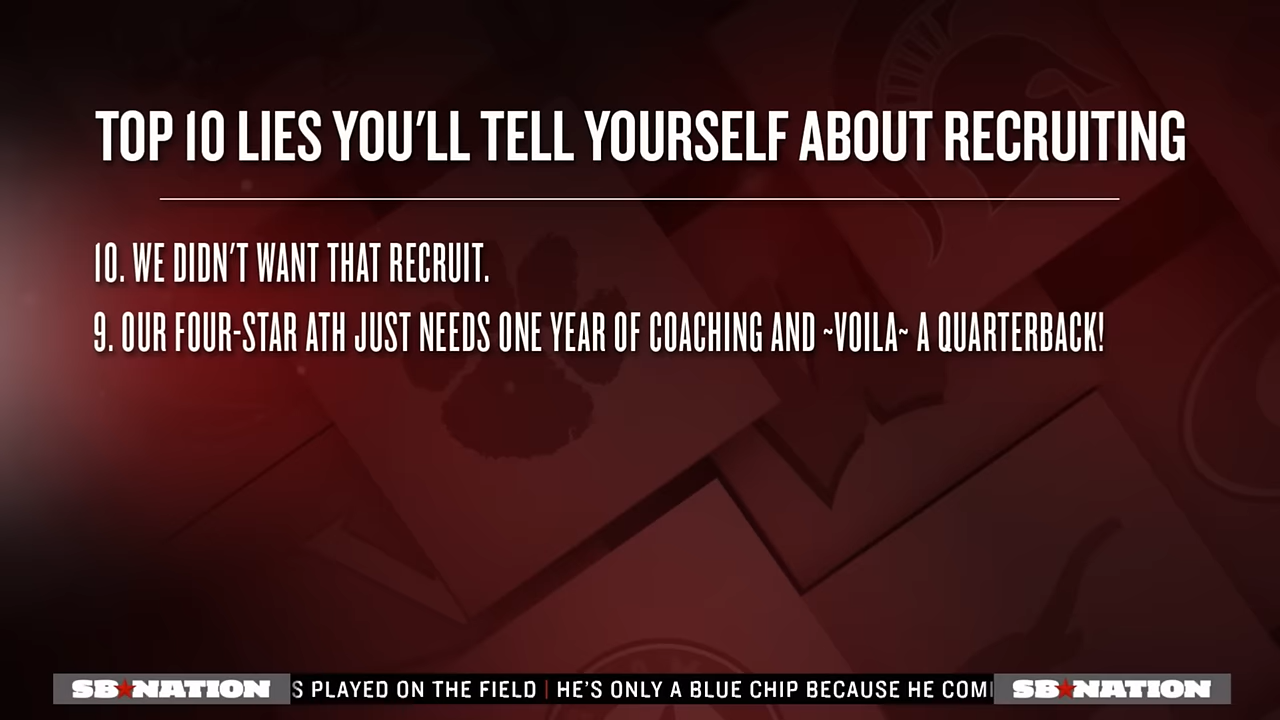 TOP 10 LIES YOU'LL TELL YOURSELF ABOUT RECRUITING
10. WE DIDN'T WANT THAT RECRUIT.
9. OUR FOUR-STAR ATH JUST NEEDS ONE YEAR OF COACHING AND ~VOILA~ A QUARTERBACK!
SB★NATION S PLAYED ON THE FIELD | HE'S ONLY A BLUE CHIP BECAUSE HE COMI SB★NATION